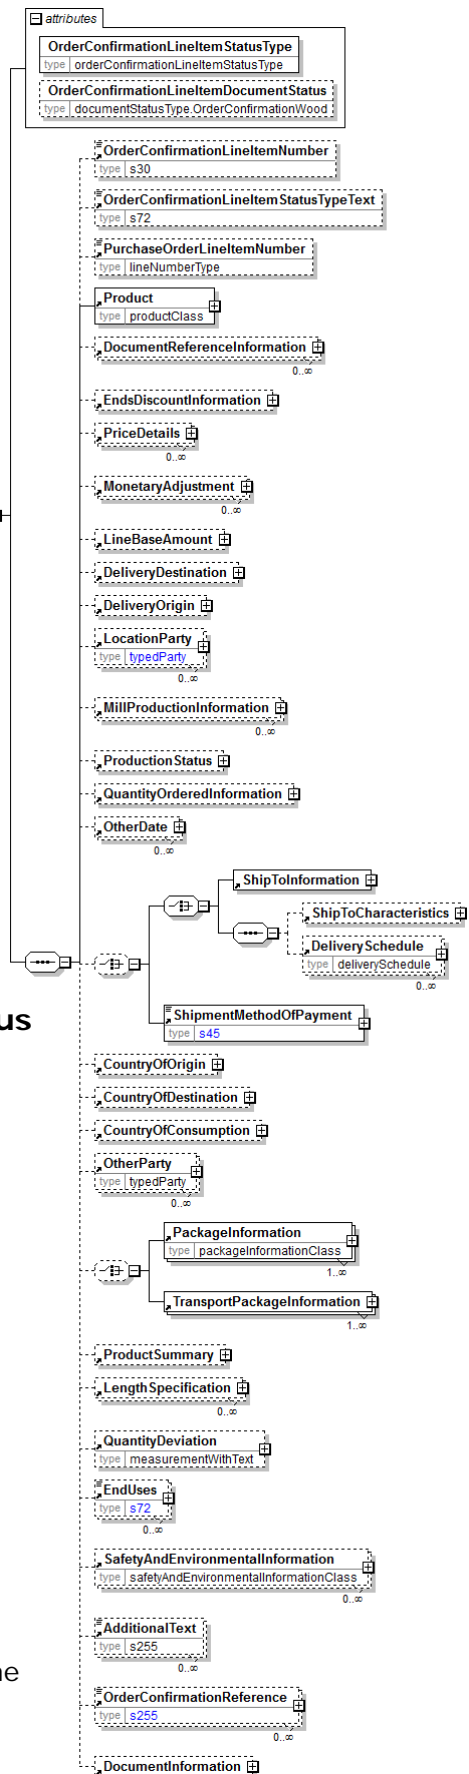 attributes
OrderConfirmationLineItemStatusType
type orderConfirmationLineItemStatusType
OrderConfirmationLineItemDocumentStatus
type documentStatusType.OrderConfirmationWood
OrderConfirmationLineItemNumber
type s30
OrderConfirmationLineItemStatusTypeText
type s72
PurchaseOrderLineItemNumber
type lineNumberType
Product
type productClass
DocumentReferenceInformation
0..∞
EndsDiscountInformation
PriceDetails
0..∞
MonetaryAdjustment
0..∞
LineBaseAmount
DeliveryDestination
DeliveryOrigin
LocationParty
type typedParty
0..∞
MillProductionInformation
0..∞
ProductionStatus
QuantityOrderedInformation
OtherDate
0..∞
ShipToInformation
ShipToCharacteristics
DeliverySchedule
type deliverySchedule
0..∞
us
ShipmentMethodOfPayment
type s45
CountryOfOrigin
CountryOfDestination
CountryOfConsumption
OtherParty
type typedParty
0..∞
PackageInformation
type packageInformationClass
1..∞
TransportPackageInformation
1..∞
ProductSummary
LengthSpecification
0..∞
QuantityDeviation
type measurementWithText
EndUses
type s72
0..∞
SafetyAndEnvironmentalInformation
type safetyAndEnvironmentalInformationClass
0..∞
AdditionalText
type s255
0..∞
ne
OrderConfirmationReference
type s255
0..∞
DocumentInformation